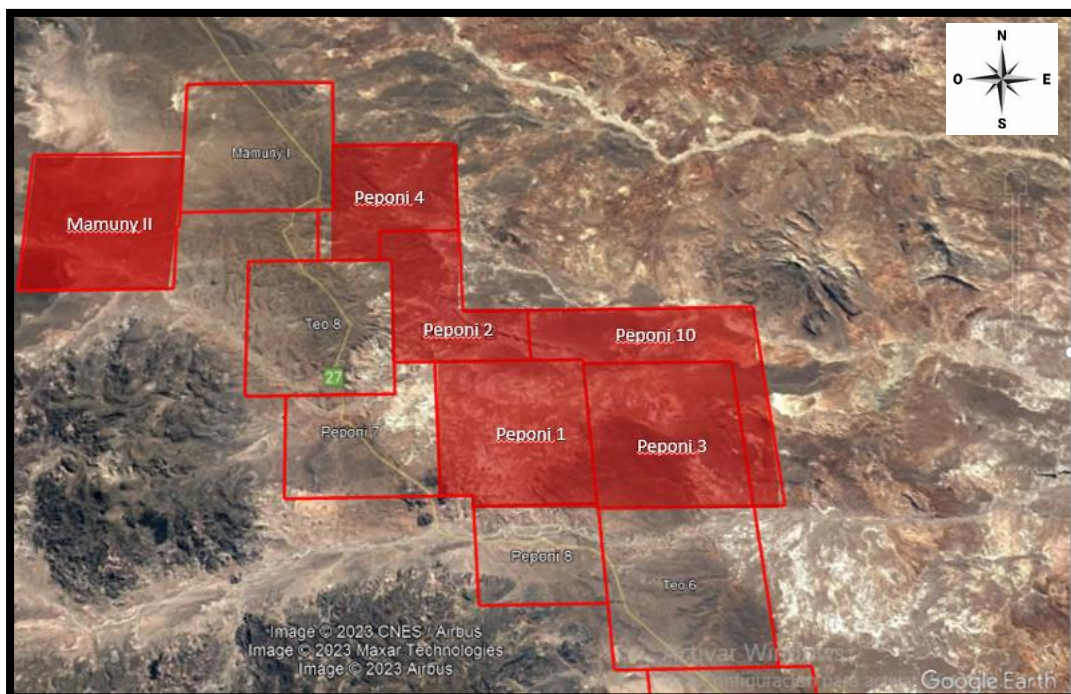 N
O E
S
Mamuny I
Peponi 4
Mamuny II
Teo 8
Peponi 2
Peponi 10
27
Peponi 7
Peponi 1
Peponi 3
Peponi 8
Teo 6
Image © 2023 CNES / Airbus
Image © 2023 Maxar Technologies
Image © 2023 Airbus
Activar
Google Earth